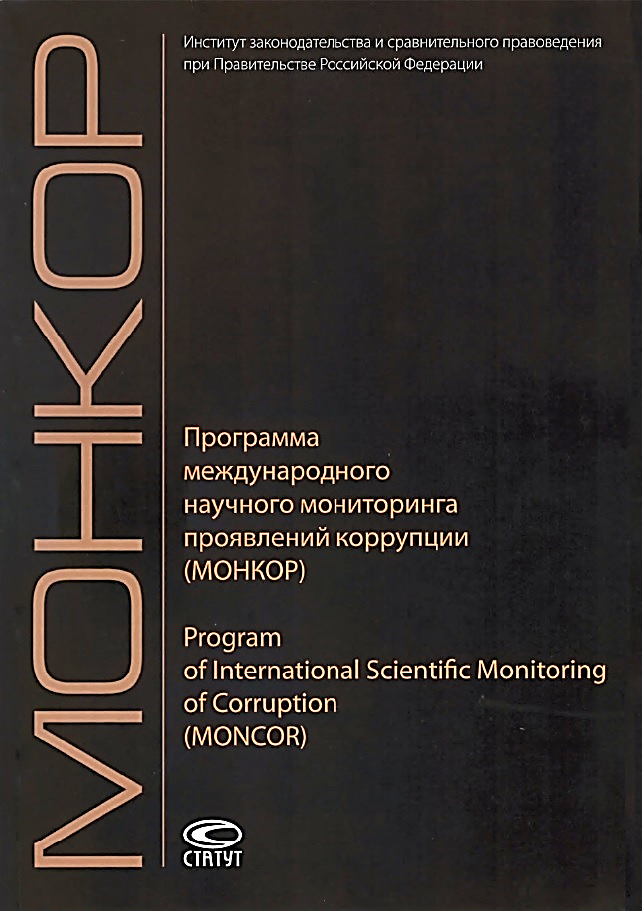 МОНКОР
Институт законодательства и сравнительного правоведения
при Правительстве Российской Федерации
Программа
международного
научного мониторинга
проявлений коррупции
(МОНКОР)
Program
of International Scientific Monitoring
of Corruption
(MONCOR)
СТАТУТ